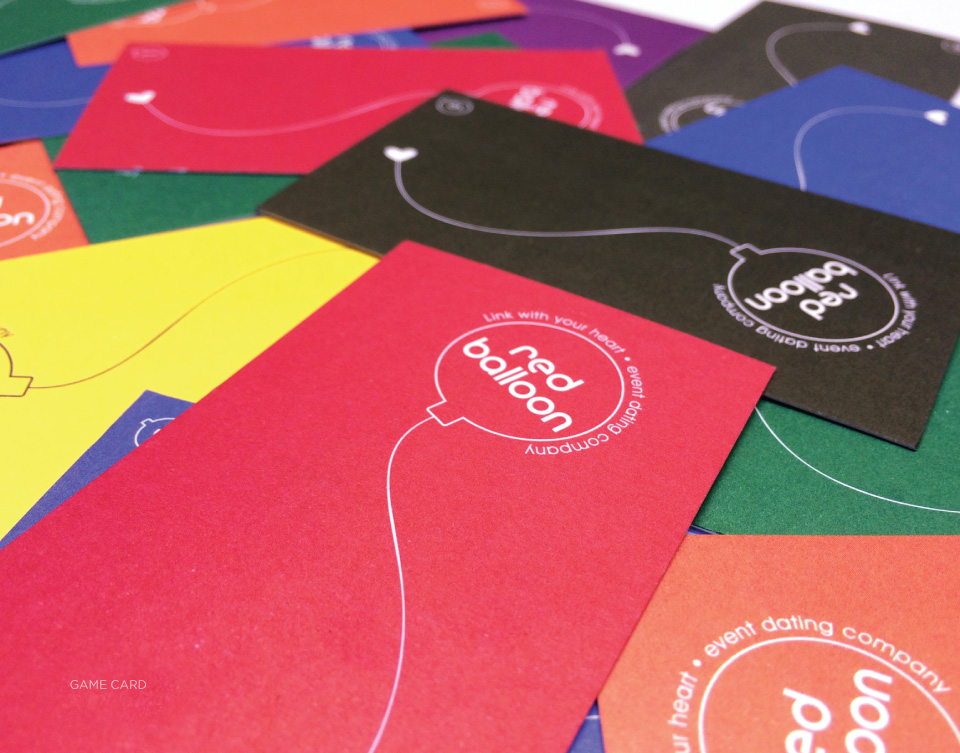 Link with your heart • event dating company
red
balloon
Link with your heart • event dating company
red
balloon
your heart • event dating company
red
balloon
GAME CARD